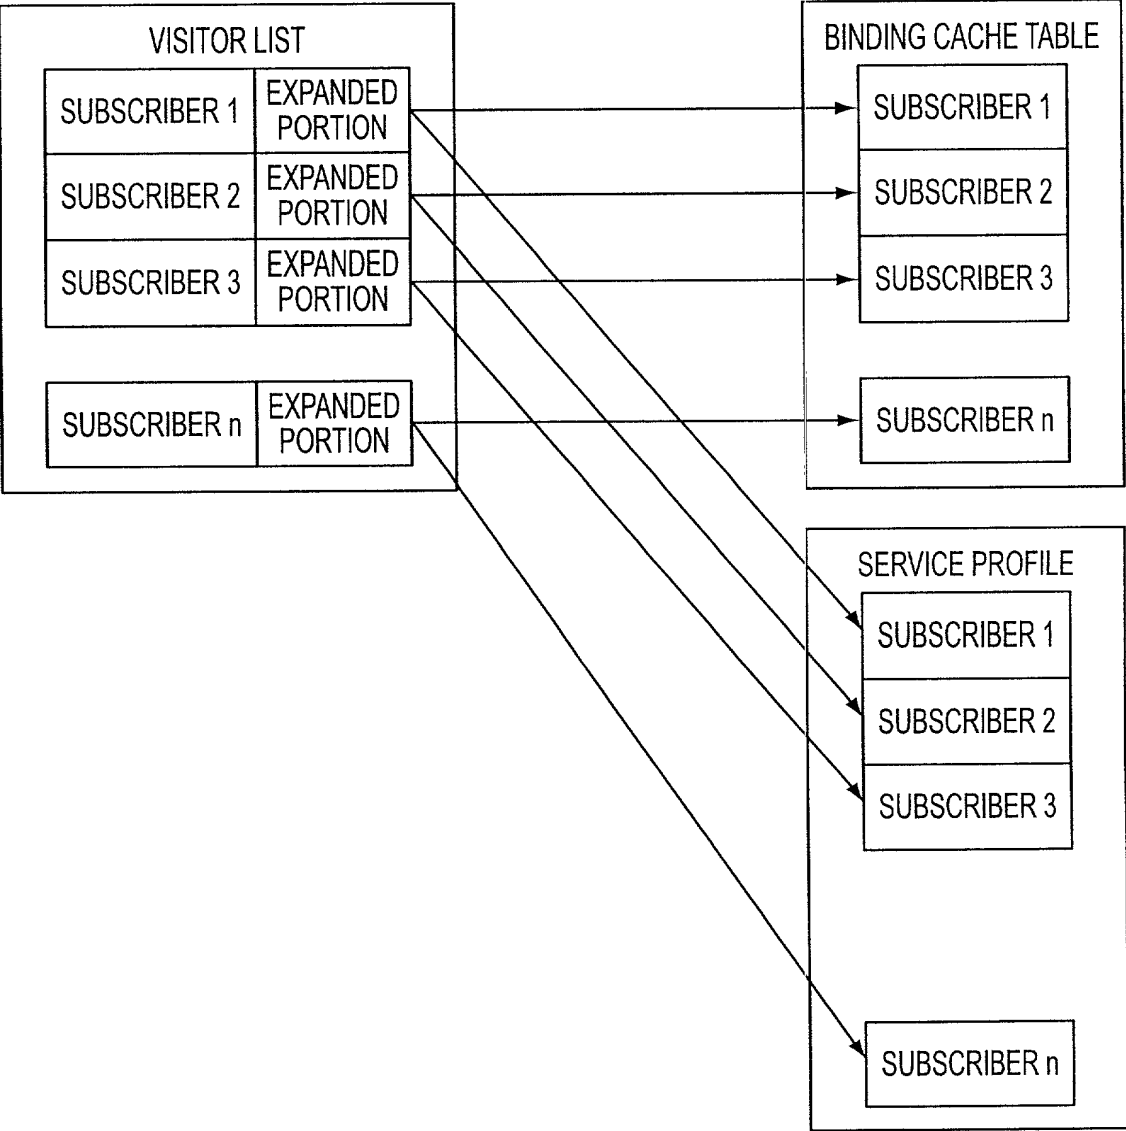 VISITOR LIST
SUBSCRIBER 1
EXPANDED
PORTION
SUBSCRIBER 2
EXPANDED
PORTION
SUBSCRIBER 3
EXPANDED
PORTION
SUBSCRIBER n
EXPANDED
PORTION
BINDING CACHE TABLE
SUBSCRIBER 1
SUBSCRIBER 2
SUBSCRIBER 3
SUBSCRIBER n
SERVICE PROFILE
SUBSCRIBER 1
SUBSCRIBER 2
SUBSCRIBER 3
SUBSCRIBER n